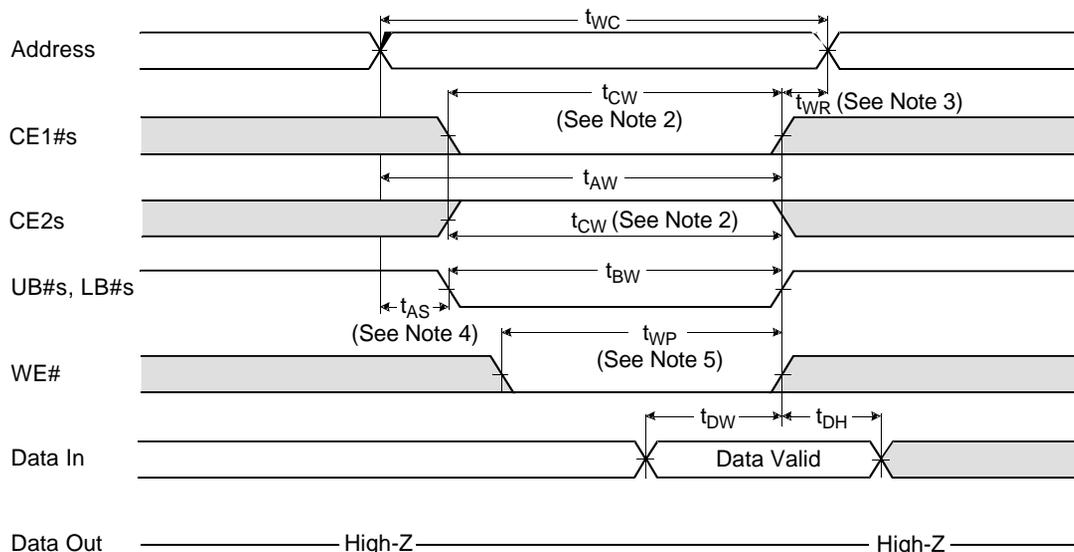 tWC
Address
tCW
(See Note 2)
tWR (See Note 3)
CE1#s
tAW
CE2s
tCW (See Note 2)
UB#s, LB#s
tBW
tAS
(See Note 4)
tWP
(See Note 5)
WE#
tDW
tDH
Data In
Data Valid
Data Out
High-Z
High-Z